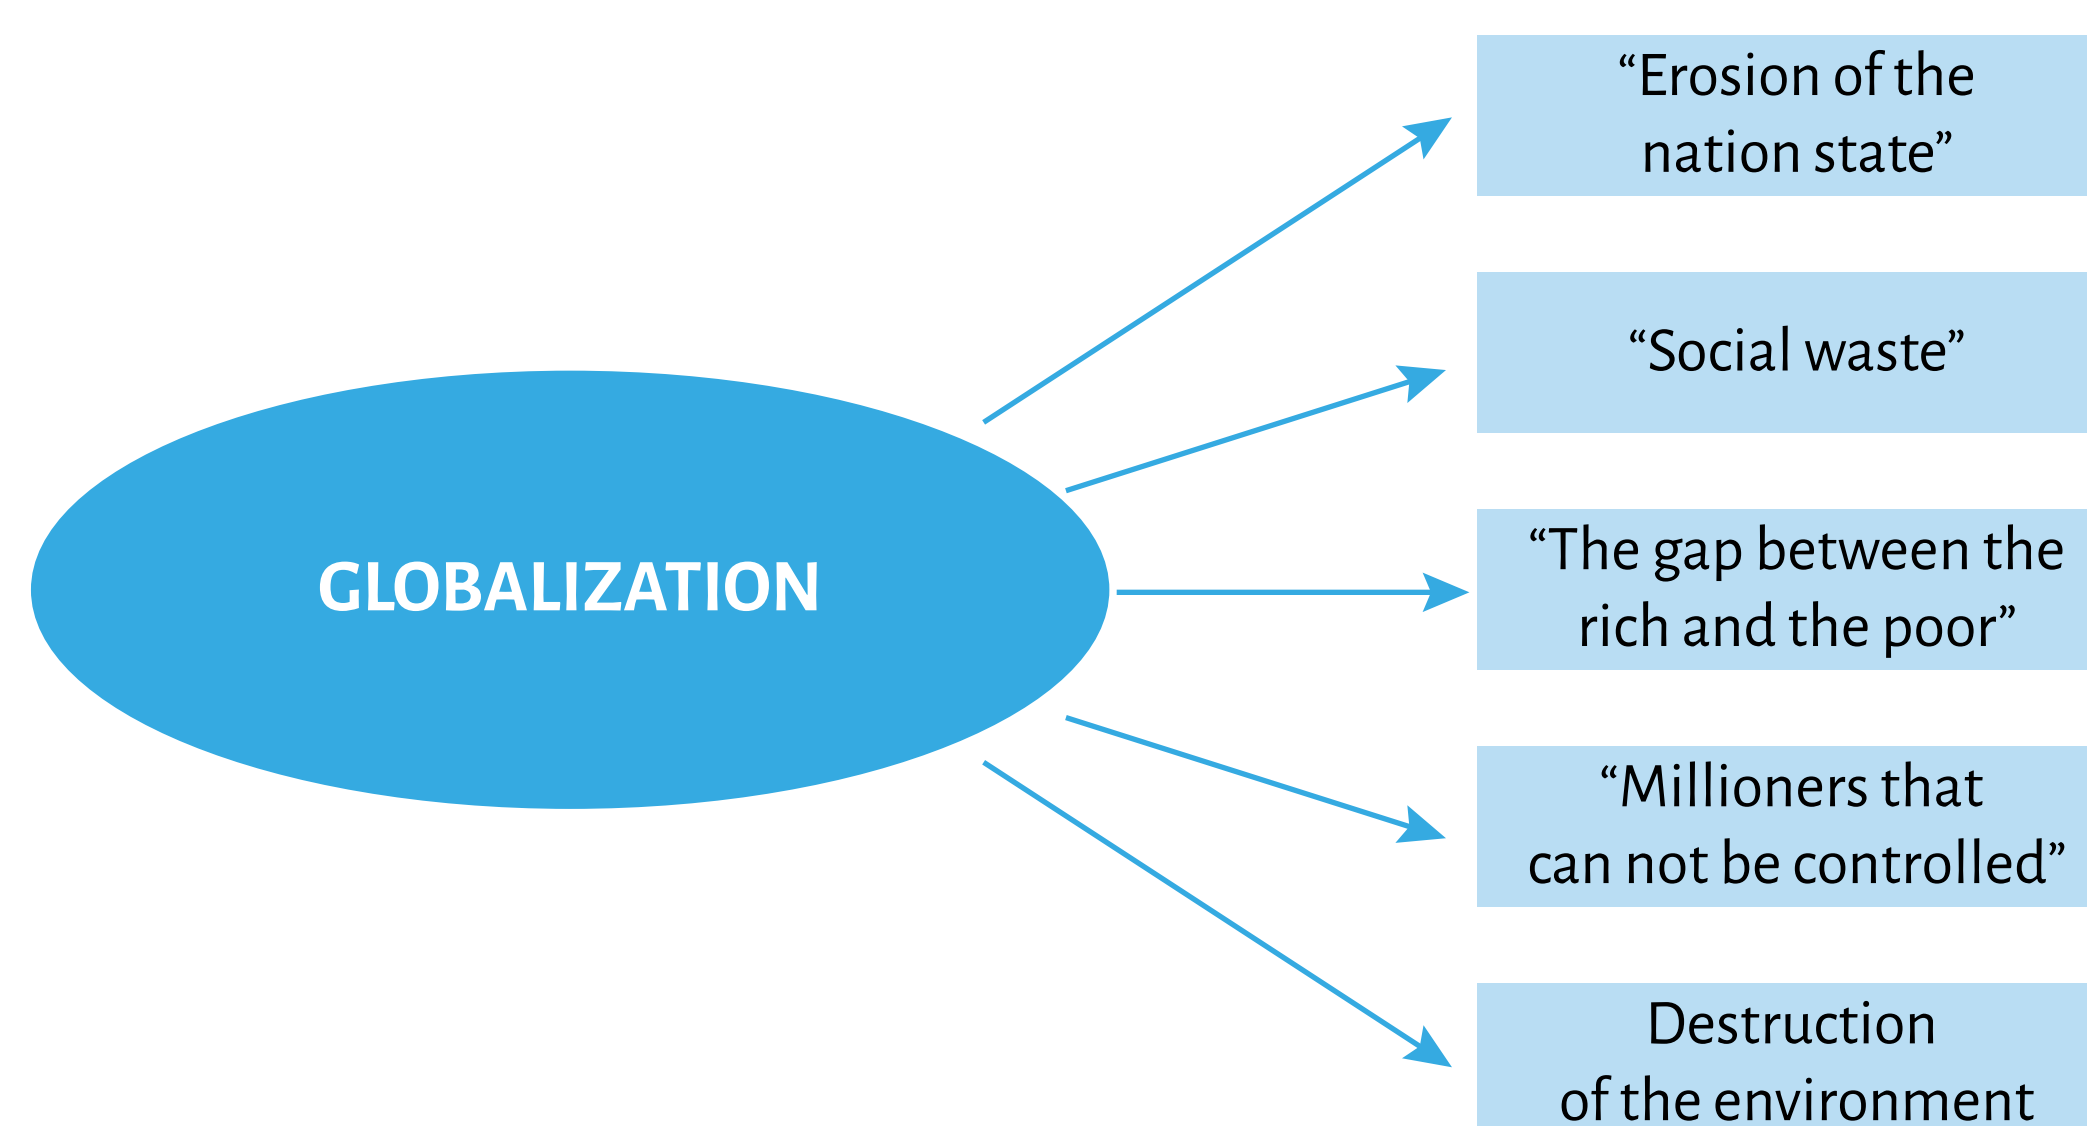 “Erosion of the
nation state”
“Social waste”
GLOBALIZATION
“The gap between the
rich and the poor”
“Millioners that
can not be controlled”
Destruction
of the environment